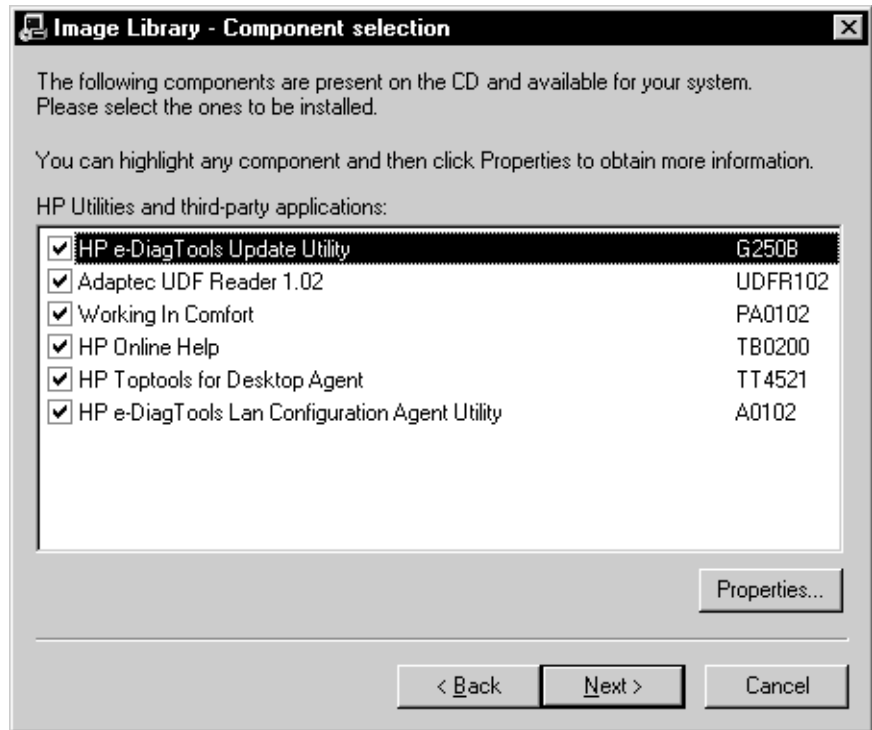 Image Library - Component selection
The following components are present on the CD and available for your system.
Please select the ones to be installed.
You can highlight any component and then click Properties to obtain more information.
HP Utilities and third-party applications:
HP e-DiagTools Update Utility G250B
Adaptec UDF Reader 1.02 UDFR102
Working In Comfort PA0102
HP Online Help TB0200
HP Toptools for Desktop Agent TT4521
HP e-DiagTools Lan Configuration Agent Utility A0102
Properties...
< Back Next > Cancel